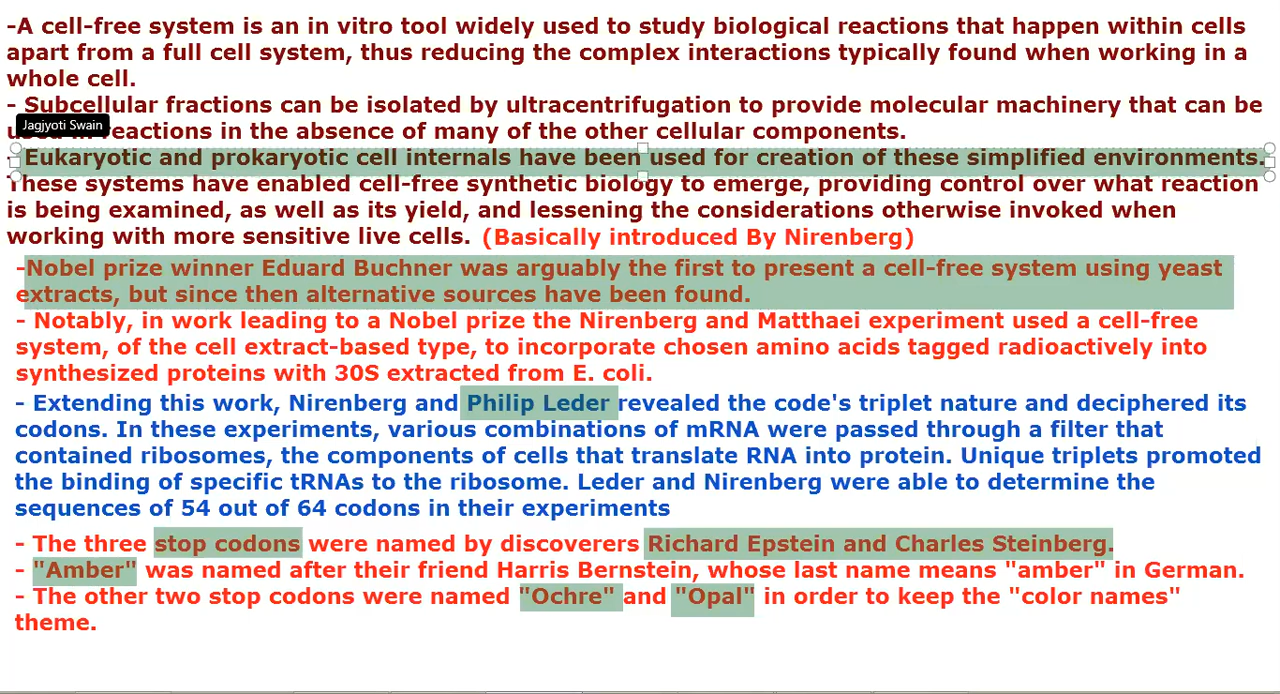 -A cell-free system is an in vitro tool widely used to study biological reactions that happen within cells
apart from a full cell system, thus reducing the complex interactions typically found when working in a
whole cell.
- Subcellular fractions can be isolated by ultracentrifugation to provide molecular machinery that can be
Jagjyoti Swain
reactions in the absence of many of the other cellular components.
- Eukaryotic and prokaryotic cell internals have been used for creation of these simplified environments.
These systems have enabled cell-free synthetic biology to emerge, providing control over what reaction
is being examined, as well as its yield, and lessening the considerations otherwise invoked when
working with more sensitive live cells. (Basically introduced By Nirenberg)
-Nobel prize winner Eduard Buchner was arguably the first to present a cell-free system using yeast
extracts, but since then alternative sources have been found.
- Notably, in work leading to a Nobel prize the Nirenberg and Matthaei experiment used a cell-free
system, of the cell extract-based type, to incorporate chosen amino acids tagged radioactively into
synthesized proteins with 30S extracted from E. coli.
- Extending this work, Nirenberg and Philip Leder revealed the code's triplet nature and deciphered its
codons. In these experiments, various combinations of mRNA were passed through a filter that
contained ribosomes, the components of cells that translate RNA into protein. Unique triplets promoted
the binding of specific tRNAs to the ribosome. Leder and Nirenberg were able to determine the
sequences of 54 out of 64 codons in their experiments
- The three stop codons were named by discoverers Richard Epstein and Charles Steinberg.
- "Amber" was named after their friend Harris Bernstein, whose last name means "amber" in German.
- The other two stop codons were named "Ochre" and "Opal" in order to keep the "color names"
theme.